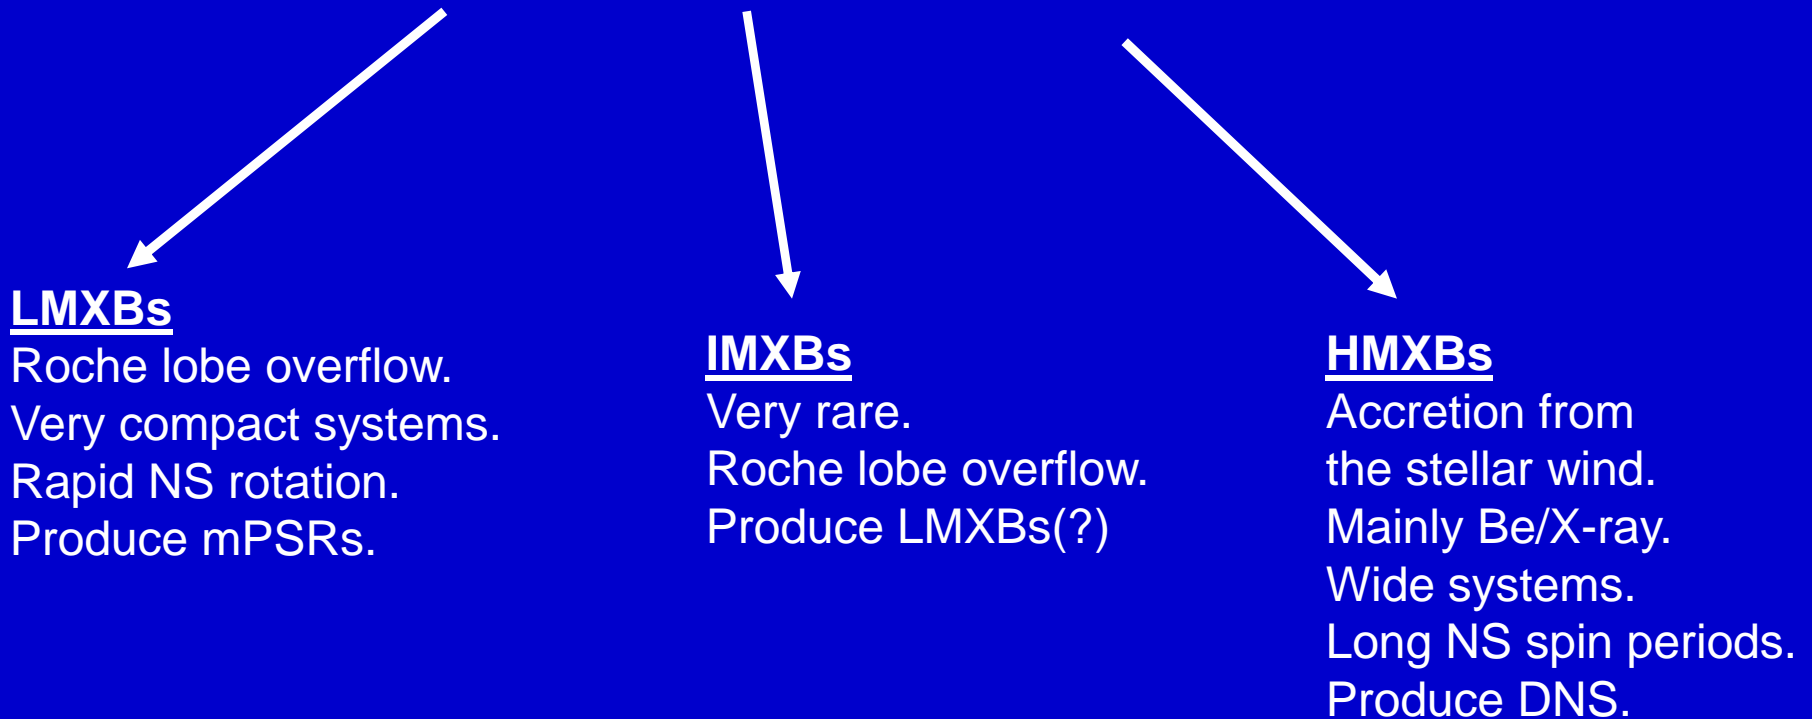 LMXBs
Roche lobe overflow.
Very compact systems.
Rapid NS rotation.
Produce mPSRs.
IMXBs
Very rare.
Roche lobe overflow.
Produce LMXBs(?)
HMXBs
Accretion from
the stellar wind.
Mainly Be/X-ray.
Wide systems.
Long NS spin periods.
Produce DNS.